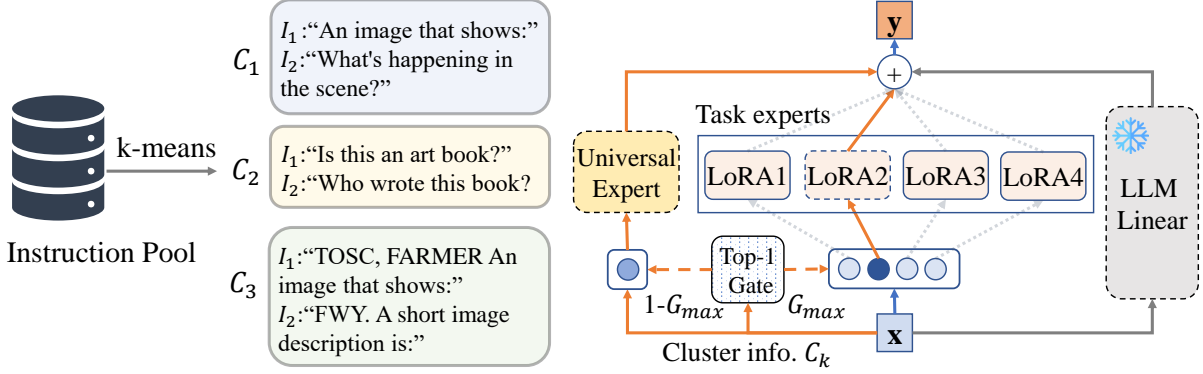 Instruction Pool
k-means
C₁
I₁:“An image that shows:”
I₂:“What's happening in
the scene?”
C₂
I₁:“Is this an art book?”
I₂:“Who wrote this book?
C₃
I₁:“TOSC, FARMER An
image that shows:”
I₂:“FWY. A short image
description is:”
y
+
Task experts
Universal
Expert
LoRA1
LoRA2
LoRA3
LoRA4
LLM
Linear
Top-1
Gate
1-Gₘₐₓ
Gₘₐₓ
x
Cluster info. Cₖ